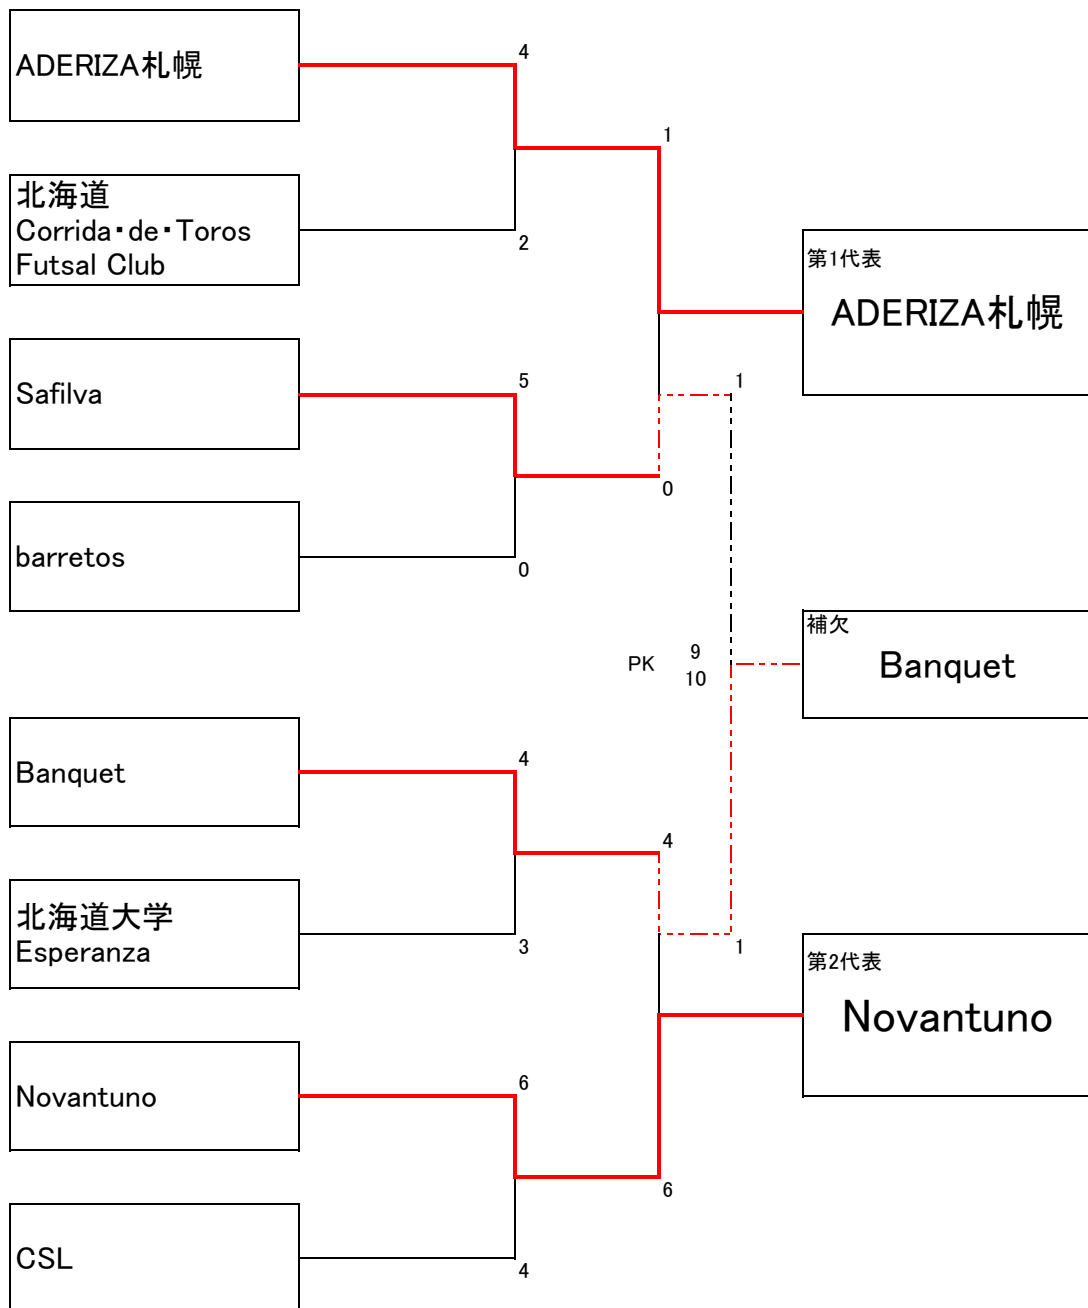 ADERIZA札幌
4
1
北海道
Corrida・de・Toros
Futsal Club
2
第1代表
ADERIZA札幌
Safilva
5
1
0
barretos
0
補欠
Banquet
PK 9
10
Banquet
4
4
北海道大学
Esperanza
3
1
第2代表
Novantuno
Novantuno
6
6
CSL
4